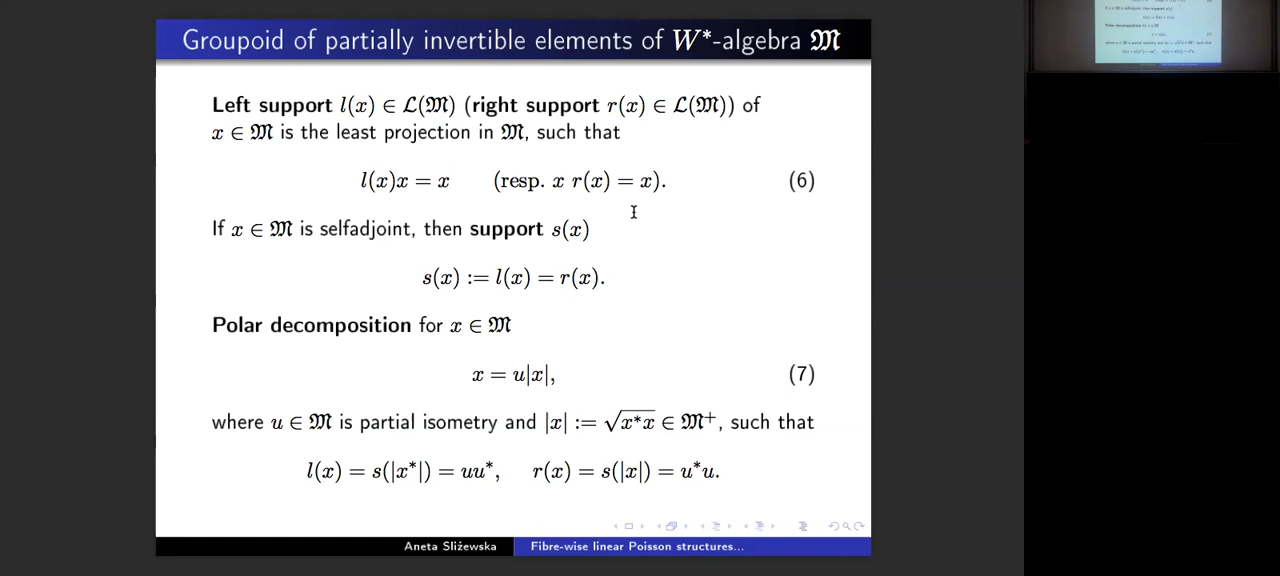 Groupoid of partially invertible elements of W*-algebra 𝔐
Left support l(x) ∈ ℒ(𝔐) (right support r(x) ∈ ℒ(𝔐)) of
x ∈ 𝔐 is the least projection in 𝔐, such that
l(x)x = x (resp. x r(x) = x). (6)
If x ∈ 𝔐 is selfadjoint, then support s(x)
s(x) := l(x) = r(x).
Polar decomposition for x ∈ 𝔐
x = u|x|, (7)
where u ∈ 𝔐 is partial isometry and |x| := √x*x ∈ 𝔐⁺, such that
l(x) = s(|x*|) = uu*, r(x) = s(|x|) = u*u.
Aneta Sliżewska Fibre-wise linear Poisson structures...